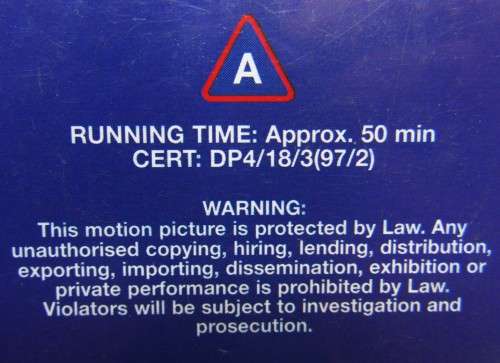 A
RUNNING TIME: Approx. 50 min
CERT: DP4/18/3(97/2)
WARNING:
This motion picture is protected by Law. Any
unauthorised copying, hiring, lending, distribution,
exporting, importing, dissemination, exhibition or
private performance is prohibited by Law.
Violators will be subject to investigation and
prosecution.